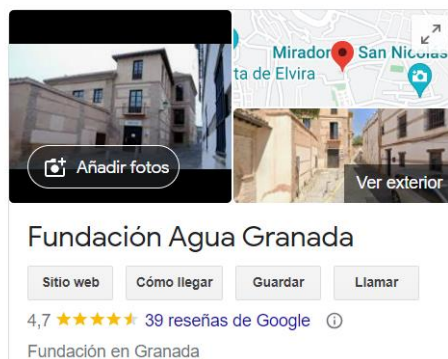 Mirador San Nicolás
ta de Elvira
Añadir fotos
Ver exterior
Fundación Agua Granada
Sitio web
Cómo llegar
Guardar
Llamar
4,7 39 reseñas de Google
Fundación en Granada